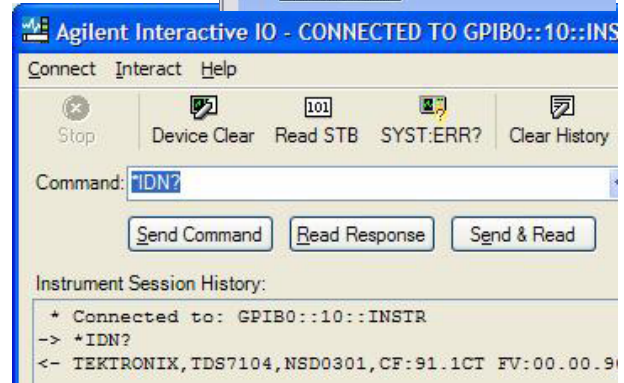 Agilent Interactive IO - CONNECTED TO GPIB0::10::INS
Connect Interact Help
Stop Device Clear Read STB SYST:ERR? Clear History
Command: *IDN?
Send Command Read Response Send & Read
Instrument Session History:
* Connected to: GPIB0::10::INSTR
-> *IDN?
<- TEKTRONIX,TDS7104,NSD0301,CF:91.1CT FV:00.00.90